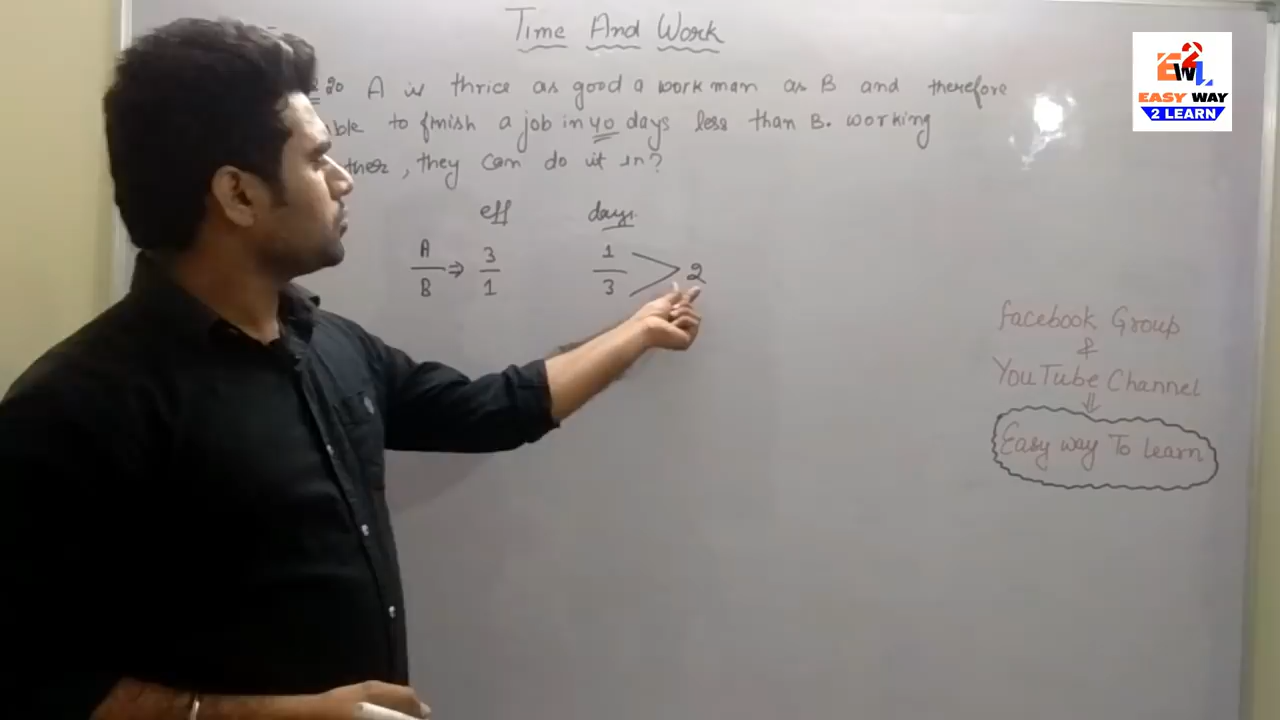 Time And Work
20 A is thrice as good a workman as B and therefore
to finish a job in 40 days less than B. working
, they can do it in?
eff days
A 3 1
B ⇒ 1 3 > 2
facebook Group
&
YouTube Channel
⇓
Easy way To Learn
E2WL
EASY WAY
2 LEARN